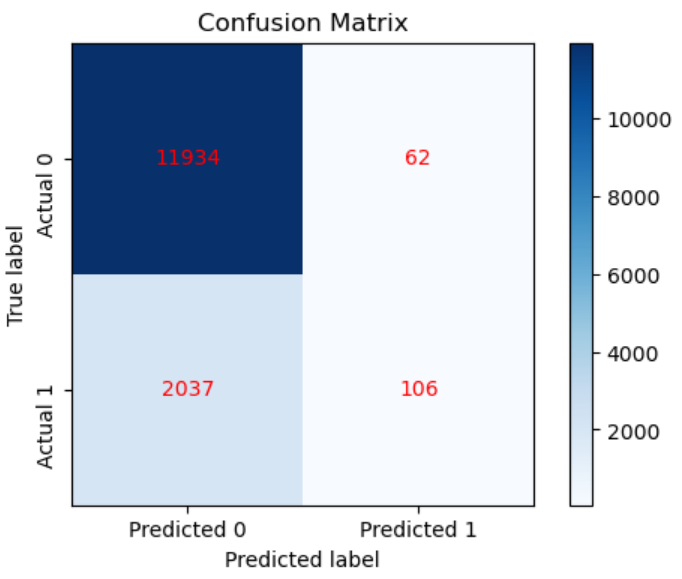 Confusion Matrix
Actual 0
11934
62
10000
8000
6000
4000
2000
True label
Actual 1
2037
106
Predicted 0
Predicted 1
Predicted label